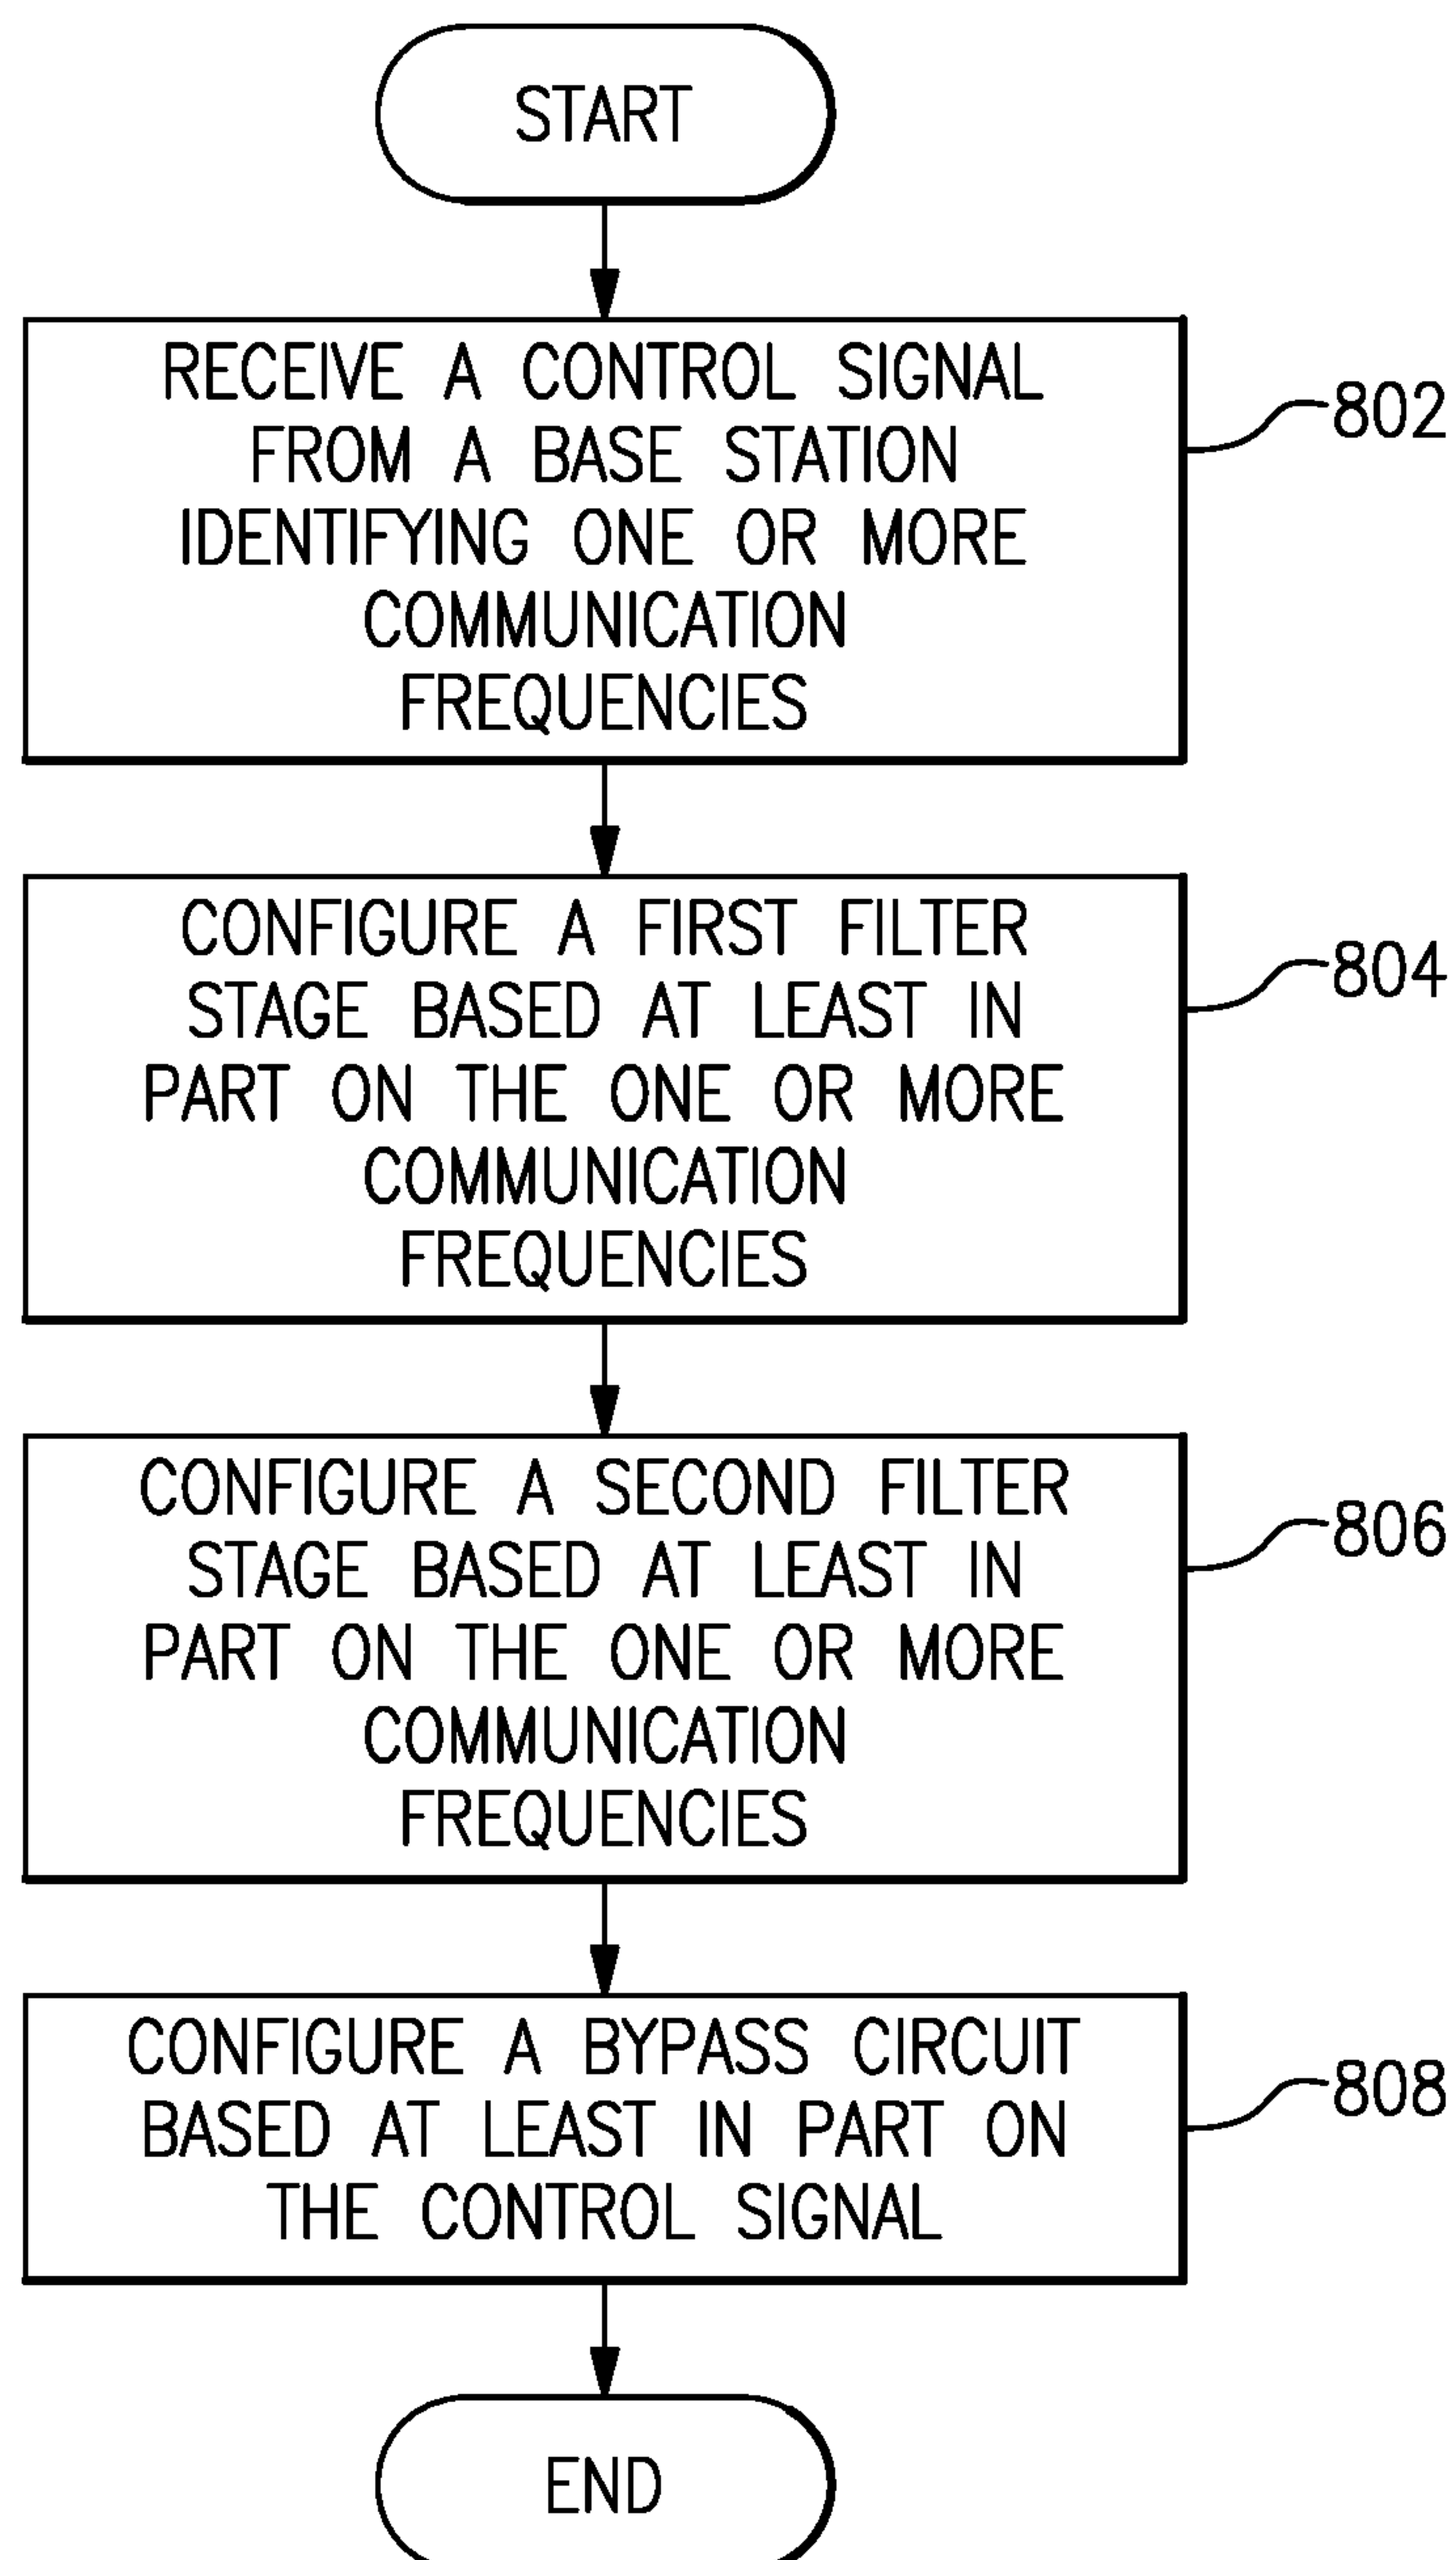 START
RECEIVE A CONTROL SIGNAL
FROM A BASE STATION
IDENTIFYING ONE OR MORE
COMMUNICATION
FREQUENCIES
802
CONFIGURE A FIRST FILTER
STAGE BASED AT LEAST IN
PART ON THE ONE OR MORE
COMMUNICATION
FREQUENCIES
804
CONFIGURE A SECOND FILTER
STAGE BASED AT LEAST IN
PART ON THE ONE OR MORE
COMMUNICATION
FREQUENCIES
806
CONFIGURE A BYPASS CIRCUIT
BASED AT LEAST IN PART ON
THE CONTROL SIGNAL
808
END